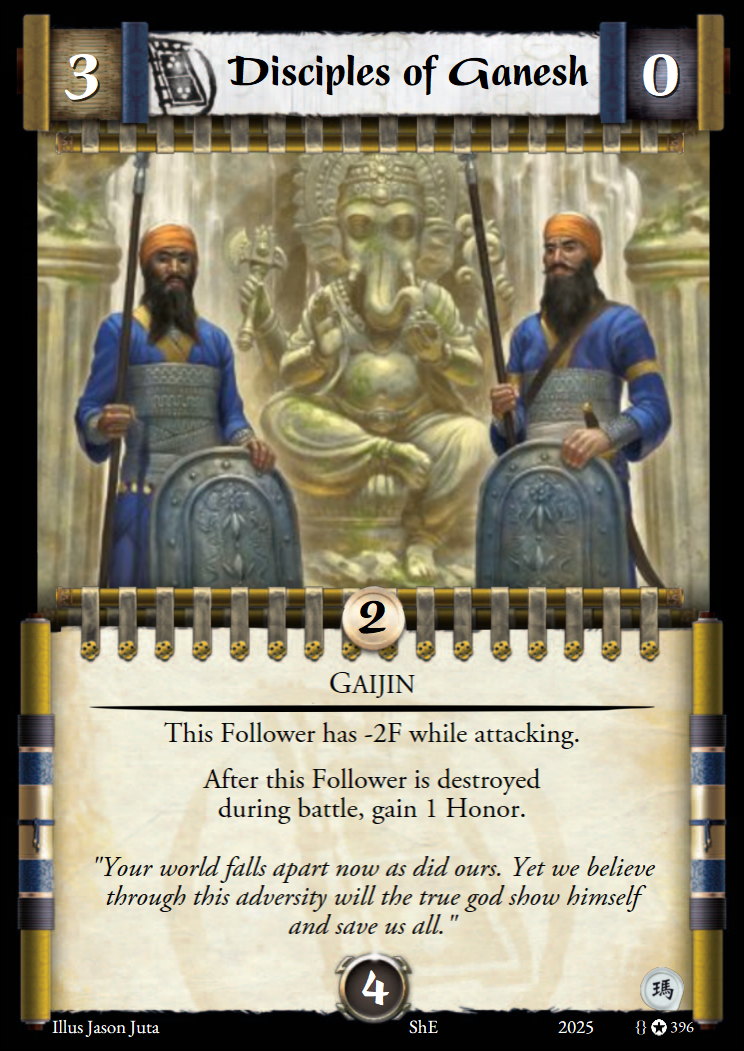 3
Disciples of Ganesh
0
2
GAIJIN
This Follower has -2F while attacking.
After this Follower is destroyed
during battle, gain 1 Honor.
"Your world falls apart now as did ours. Yet we believe
through this adversity will the true god show himself
and save us all."
4
瑪
Illus Jason Juta
ShE
2025
{} ✪ 396